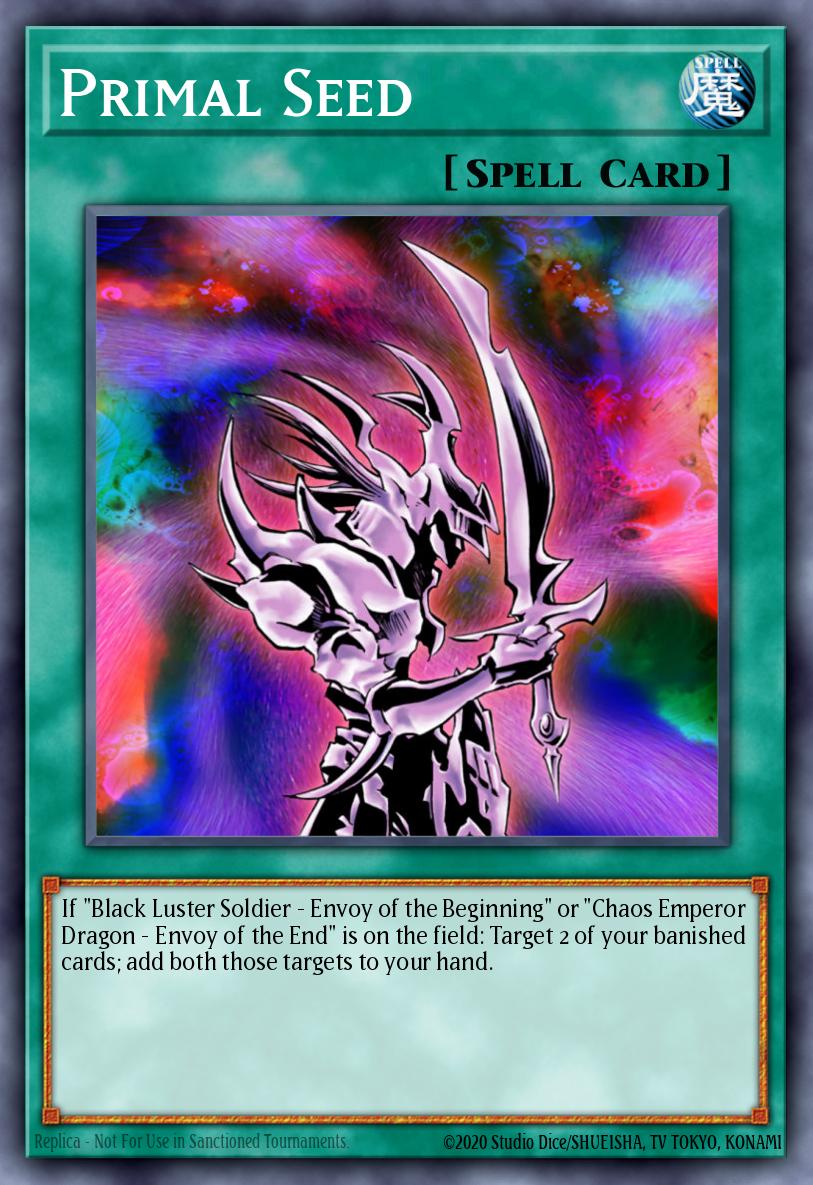 Primal Seed
SPELL
魔
[ Spell Card ]
If "Black Luster Soldier - Envoy of the Beginning" or "Chaos Emperor
Dragon - Envoy of the End" is on the field: Target 2 of your banished
cards; add both those targets to your hand.
Replica - Not For Use in Sanctioned Tournaments.
©2020 Studio Dice/SHUEISHA, TV TOKYO, KONAMI